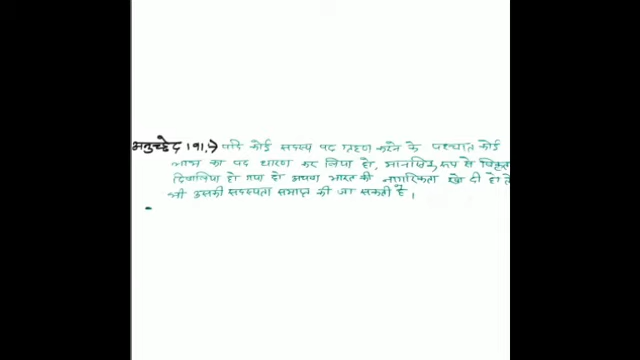 अनुच्छेद 191,→ यदि कोई सदस्य पद ग्रहण करने के पश्चात कोई
लाभ का पद धारण कर लिया हो, मानसिक रूप से विकृत
दिवालिया हो गया हो अथवा भारत की नागरिकता खो दी हो तो
भी उसकी सदस्यता समाप्त की जा सकती है।